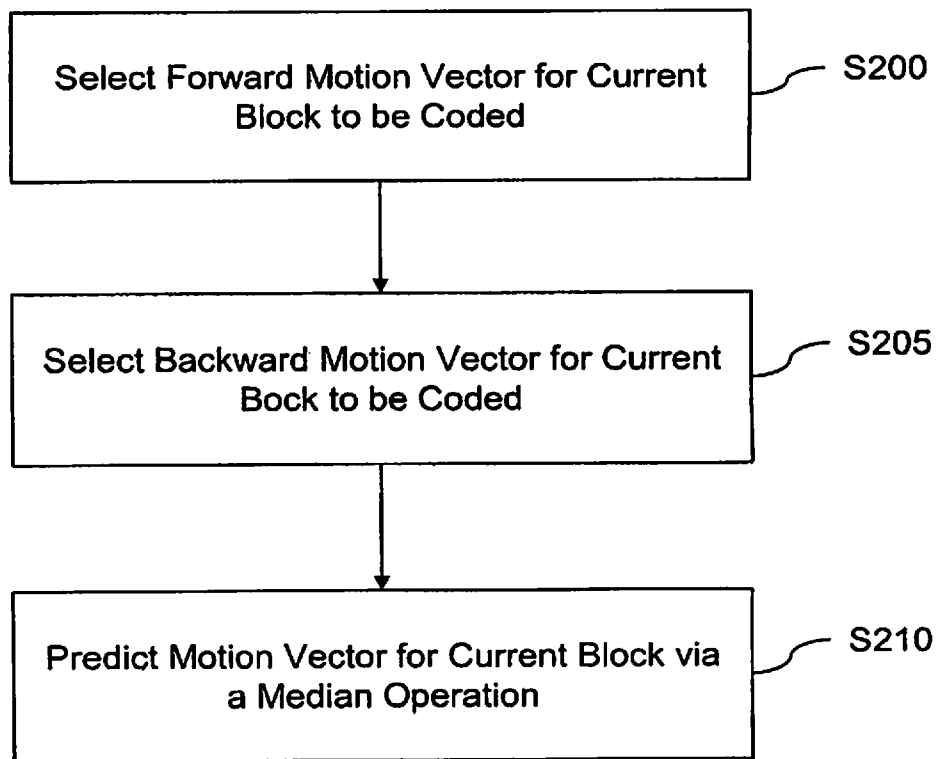 Select Forward Motion Vector for Current
Block to be Coded
S200
Select Backward Motion Vector for Current
Bock to be Coded
S205
Predict Motion Vector for Current Block via
a Median Operation
S210